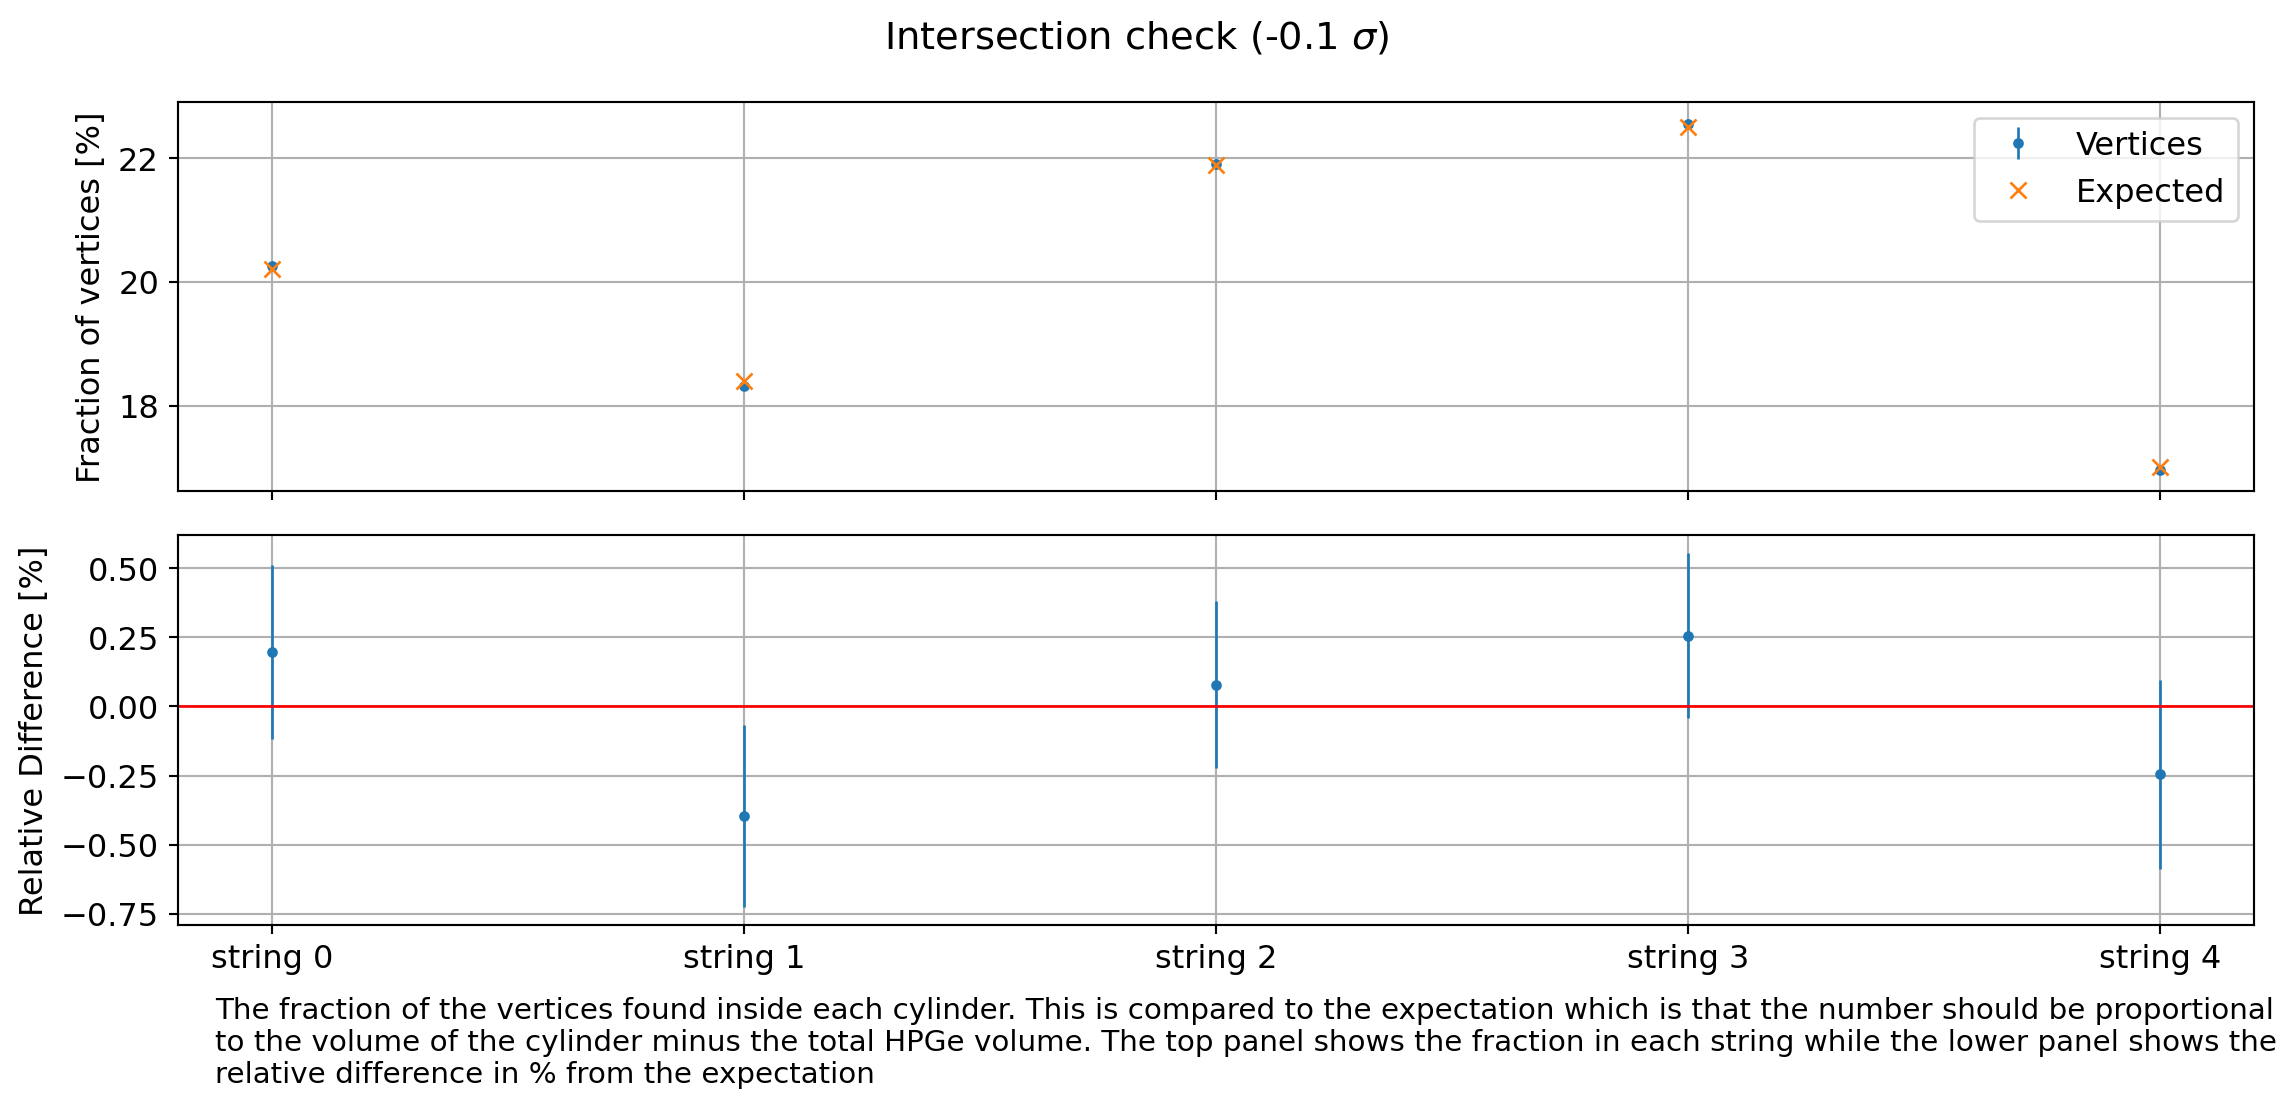 Intersection check (-0.1 σ)
Fraction of vertices [%]
22
20
18
Vertices
Expected
Relative Difference [%]
0.50
0.25
0.00
−0.25
−0.50
−0.75
string 0
string 1
string 2
string 3
string 4
The fraction of the vertices found inside each cylinder. This is compared to the expectation which is that the number should be proportional
to the volume of the cylinder minus the total HPGe volume. The top panel shows the fraction in each string while the lower panel shows the
relative difference in % from the expectation